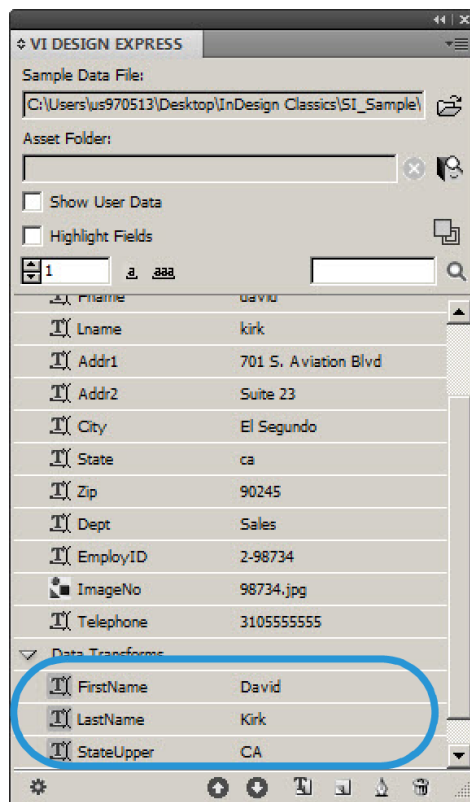 VI DESIGN EXPRESS
Sample Data File:
C:\Users\us970513\Desktop\InDesign Classics\SI_Sample\
Asset Folder:
Show User Data
Highlight Fields
1 a aaa
Fname david
Lname kirk
Addr1 701 S. Aviation Blvd
Addr2 Suite 23
City El Segundo
State ca
Zip 90245
Dept Sales
EmployID 2-98734
ImageNo 98734.jpg
Telephone 3105555555
Data Transforms
FirstName David
LastName Kirk
StateUpper CA